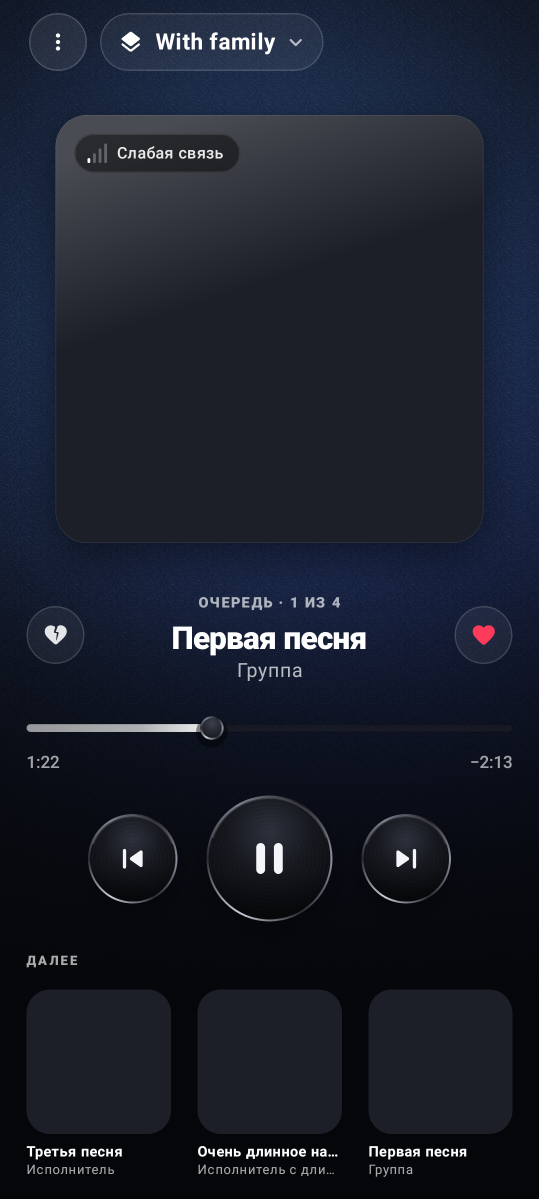 With family
Слабая связь
ОЧЕРЕДЬ · 1 ИЗ 4
Первая песня
Группа
1:22
−2:13
ДАЛЕЕ
Третья песня
Очень длинное на…
Первая песня
Исполнитель
Исполнитель с дли…
Группа